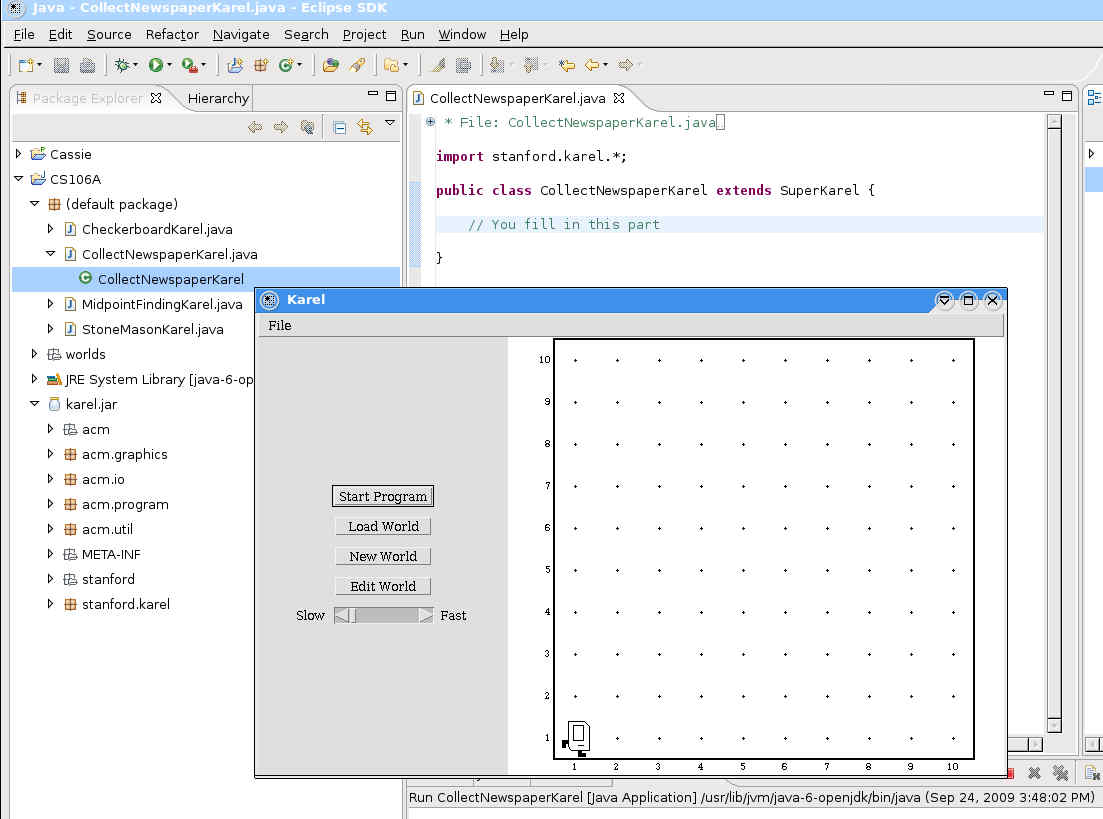 Java - CollectNewspaperKarel.java - Eclipse SDK
File Edit Source Refactor Navigate Search Project Run Window Help
Package Explorer Hierarchy
Cassie
CS106A
(default package)
CheckerboardKarel.java
CollectNewspaperKarel.java
CollectNewspaperKarel
MidpointFindingKarel.java
StoneMasonKarel.java
worlds
JRE System Library [java-6-op
karel.jar
acm
acm.graphics
acm.io
acm.program
acm.util
META-INF
stanford
stanford.karel
CollectNewspaperKarel.java
* File: CollectNewspaperKarel.java
import stanford.karel.*;
public class CollectNewspaperKarel extends SuperKarel {
// You fill in this part
}
Karel
File
Start Program
Load World
New World
Edit World
Slow Fast
10
9
8
7
6
5
4
3
2
1
1 2 3 4 5 6 7 8 9 10
Run CollectNewspaperKarel [Java Application] /usr/lib/jvm/java-6-openjdk/bin/java (Sep 24, 2009 3:48:02 PM)